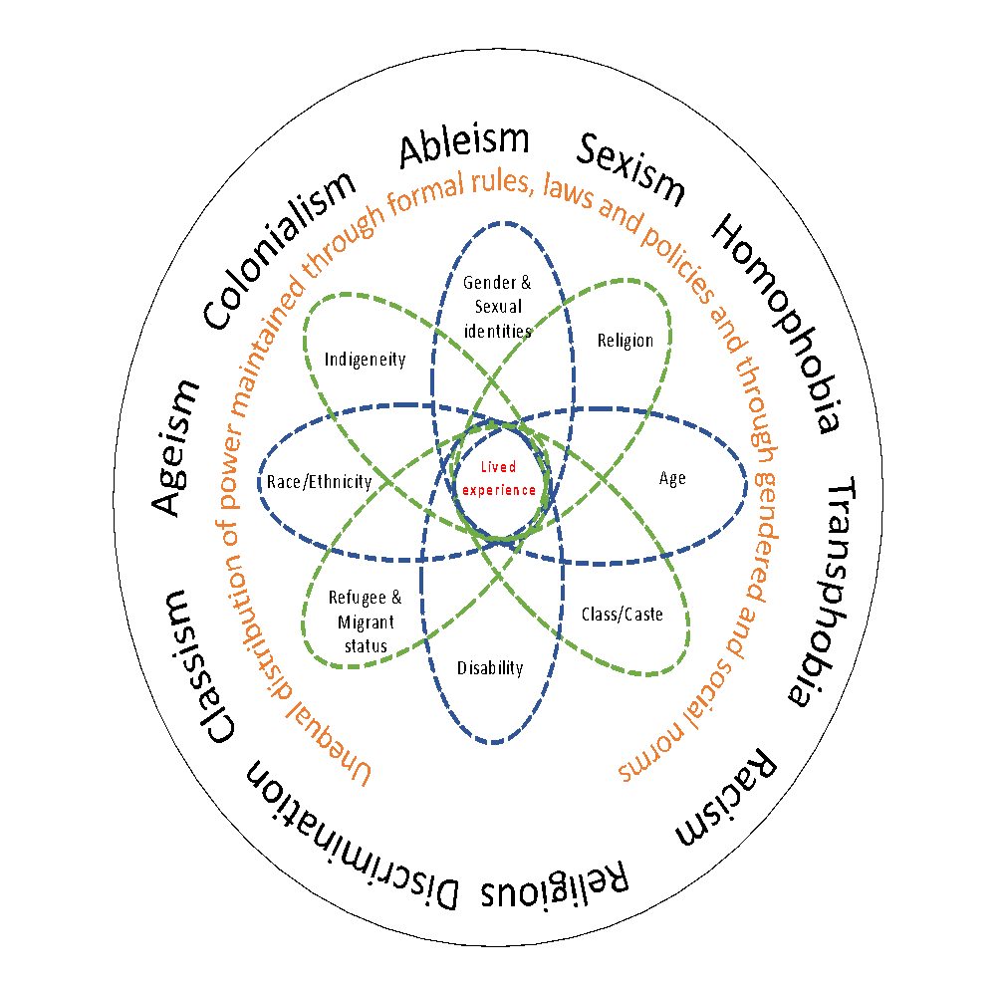 Ableism
Sexism
Homophobia
Transphobia
Racism
Religious Discrimination
Classism
Ageism
Colonialism
Unequal distribution of power maintained through formal rules, laws and policies and through gendered and social norms
Gender &
Sexual
identities
Religion
Age
Class/Caste
Disability
Refugee &
Migrant
status
Race/Ethnicity
Indigeneity
Lived
experience